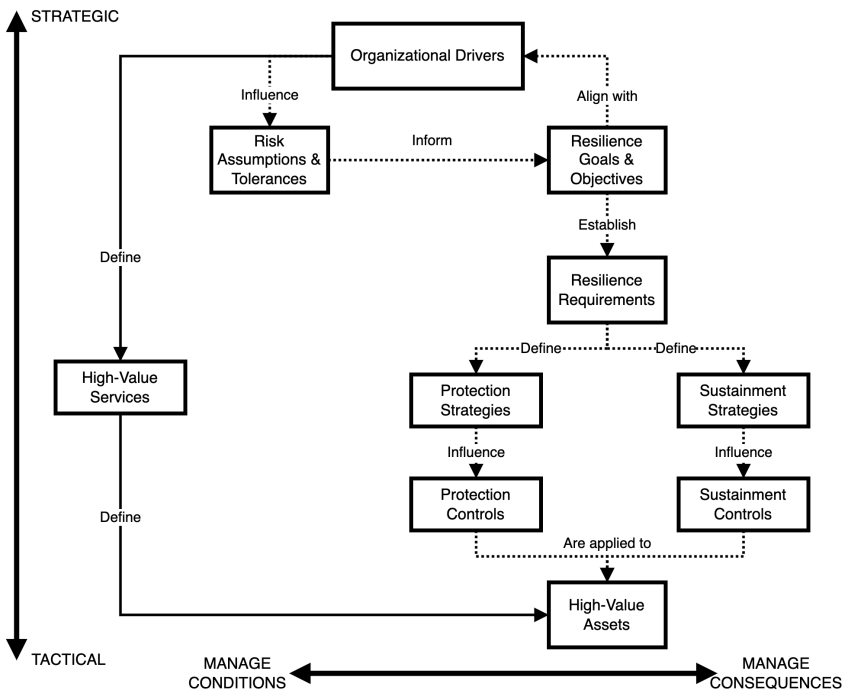 STRATEGIC
Organizational Drivers
Influence
Align with
Risk
Assumptions &
Tolerances
Inform
Resilience
Goals &
Objectives
Establish
Define
Resilience
Requirements
Define
Define
High-Value
Services
Protection
Strategies
Sustainment
Strategies
Influence
Influence
Protection
Controls
Sustainment
Controls
Define
Are applied to
High-Value
Assets
TACTICAL
MANAGE
CONDITIONS
MANAGE
CONSEQUENCES